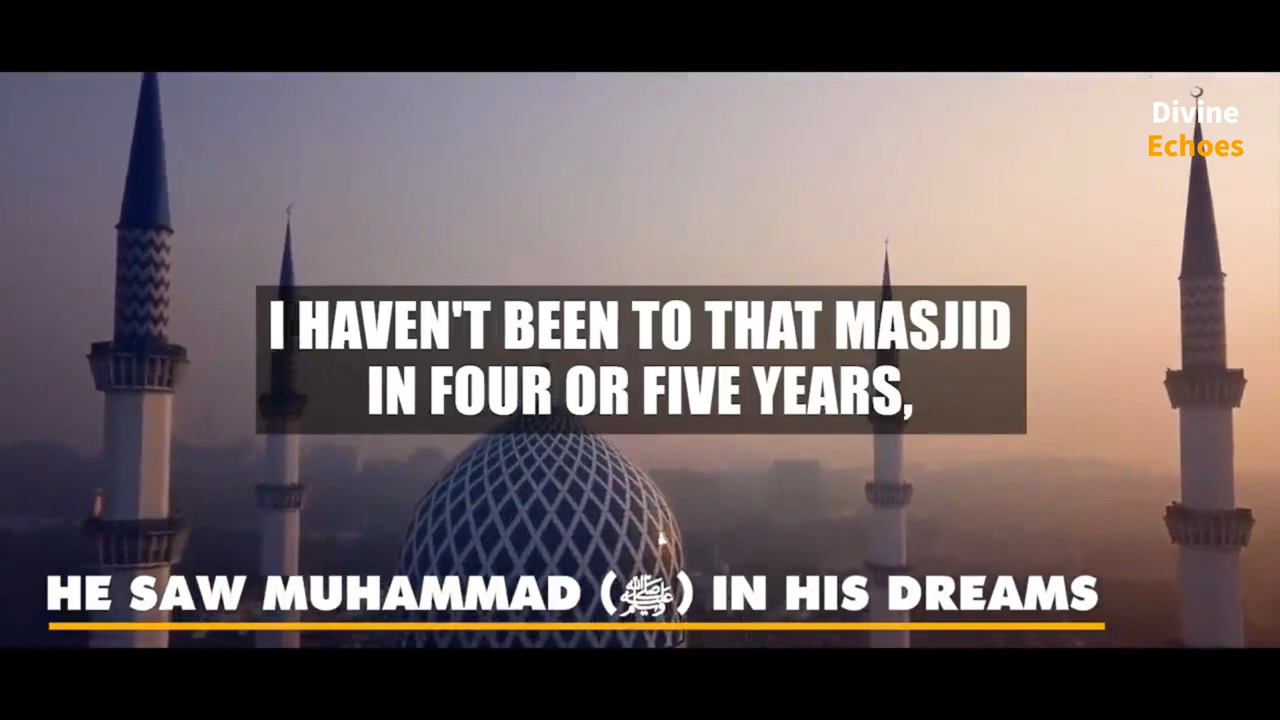 Divine
Echoes
I HAVEN'T BEEN TO THAT MASJID
IN FOUR OR FIVE YEARS,
HE SAW MUHAMMAD (ﷺ) IN HIS DREAMS